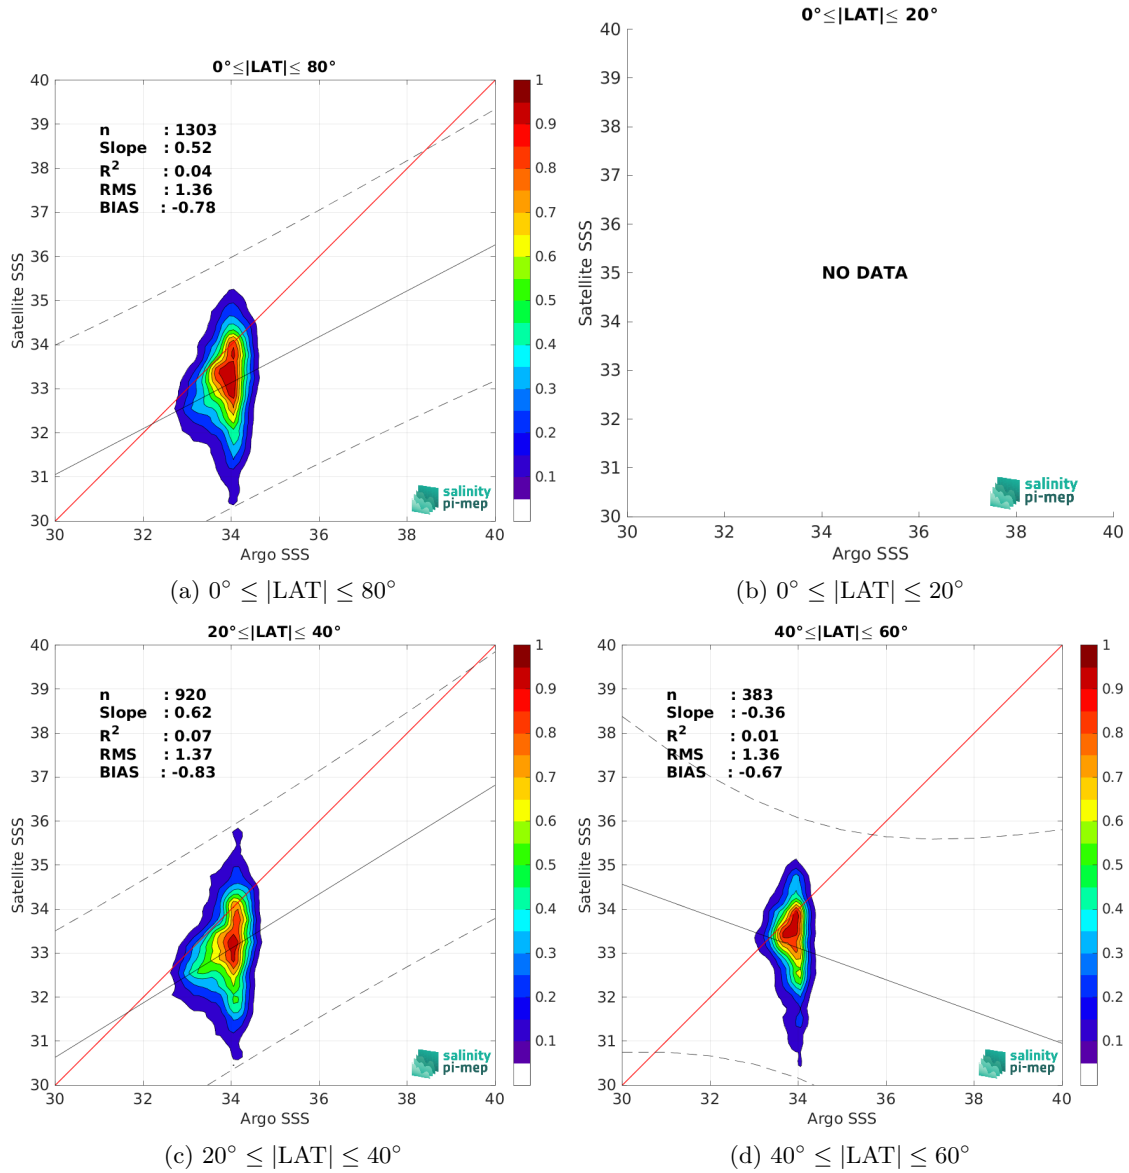 0°≤|LAT|≤ 80°
40
39
38
37
36
35
34
33
32
31
30
Satellite SSS
n : 1303
Slope : 0.52
R² : 0.04
RMS : 1.36
BIAS : -0.78
salinity
pi-mep
30 32 34 36 38 40
Argo SSS
1
0.9
0.8
0.7
0.6
0.5
0.4
0.3
0.2
0.1
(a) 0° ≤ |LAT| ≤ 80°
0°≤|LAT|≤ 20°
40
39
38
37
36
35
34
33
32
31
30
Satellite SSS
NO DATA
salinity
pi-mep
30 32 34 36 38 40
Argo SSS
(b) 0° ≤ |LAT| ≤ 20°
20°≤|LAT|≤ 40°
40
39
38
37
36
35
34
33
32
31
30
Satellite SSS
n : 920
Slope : 0.62
R² : 0.07
RMS : 1.37
BIAS : -0.83
salinity
pi-mep
30 32 34 36 38 40
Argo SSS
1
0.9
0.8
0.7
0.6
0.5
0.4
0.3
0.2
0.1
(c) 20° ≤ |LAT| ≤ 40°
40°≤|LAT|≤ 60°
40
39
38
37
36
35
34
33
32
31
30
Satellite SSS
n : 383
Slope : -0.36
R² : 0.01
RMS : 1.36
BIAS : -0.67
salinity
pi-mep
30 32 34 36 38 40
Argo SSS
1
0.9
0.8
0.7
0.6
0.5
0.4
0.3
0.2
0.1
(d) 40° ≤ |LAT| ≤ 60°